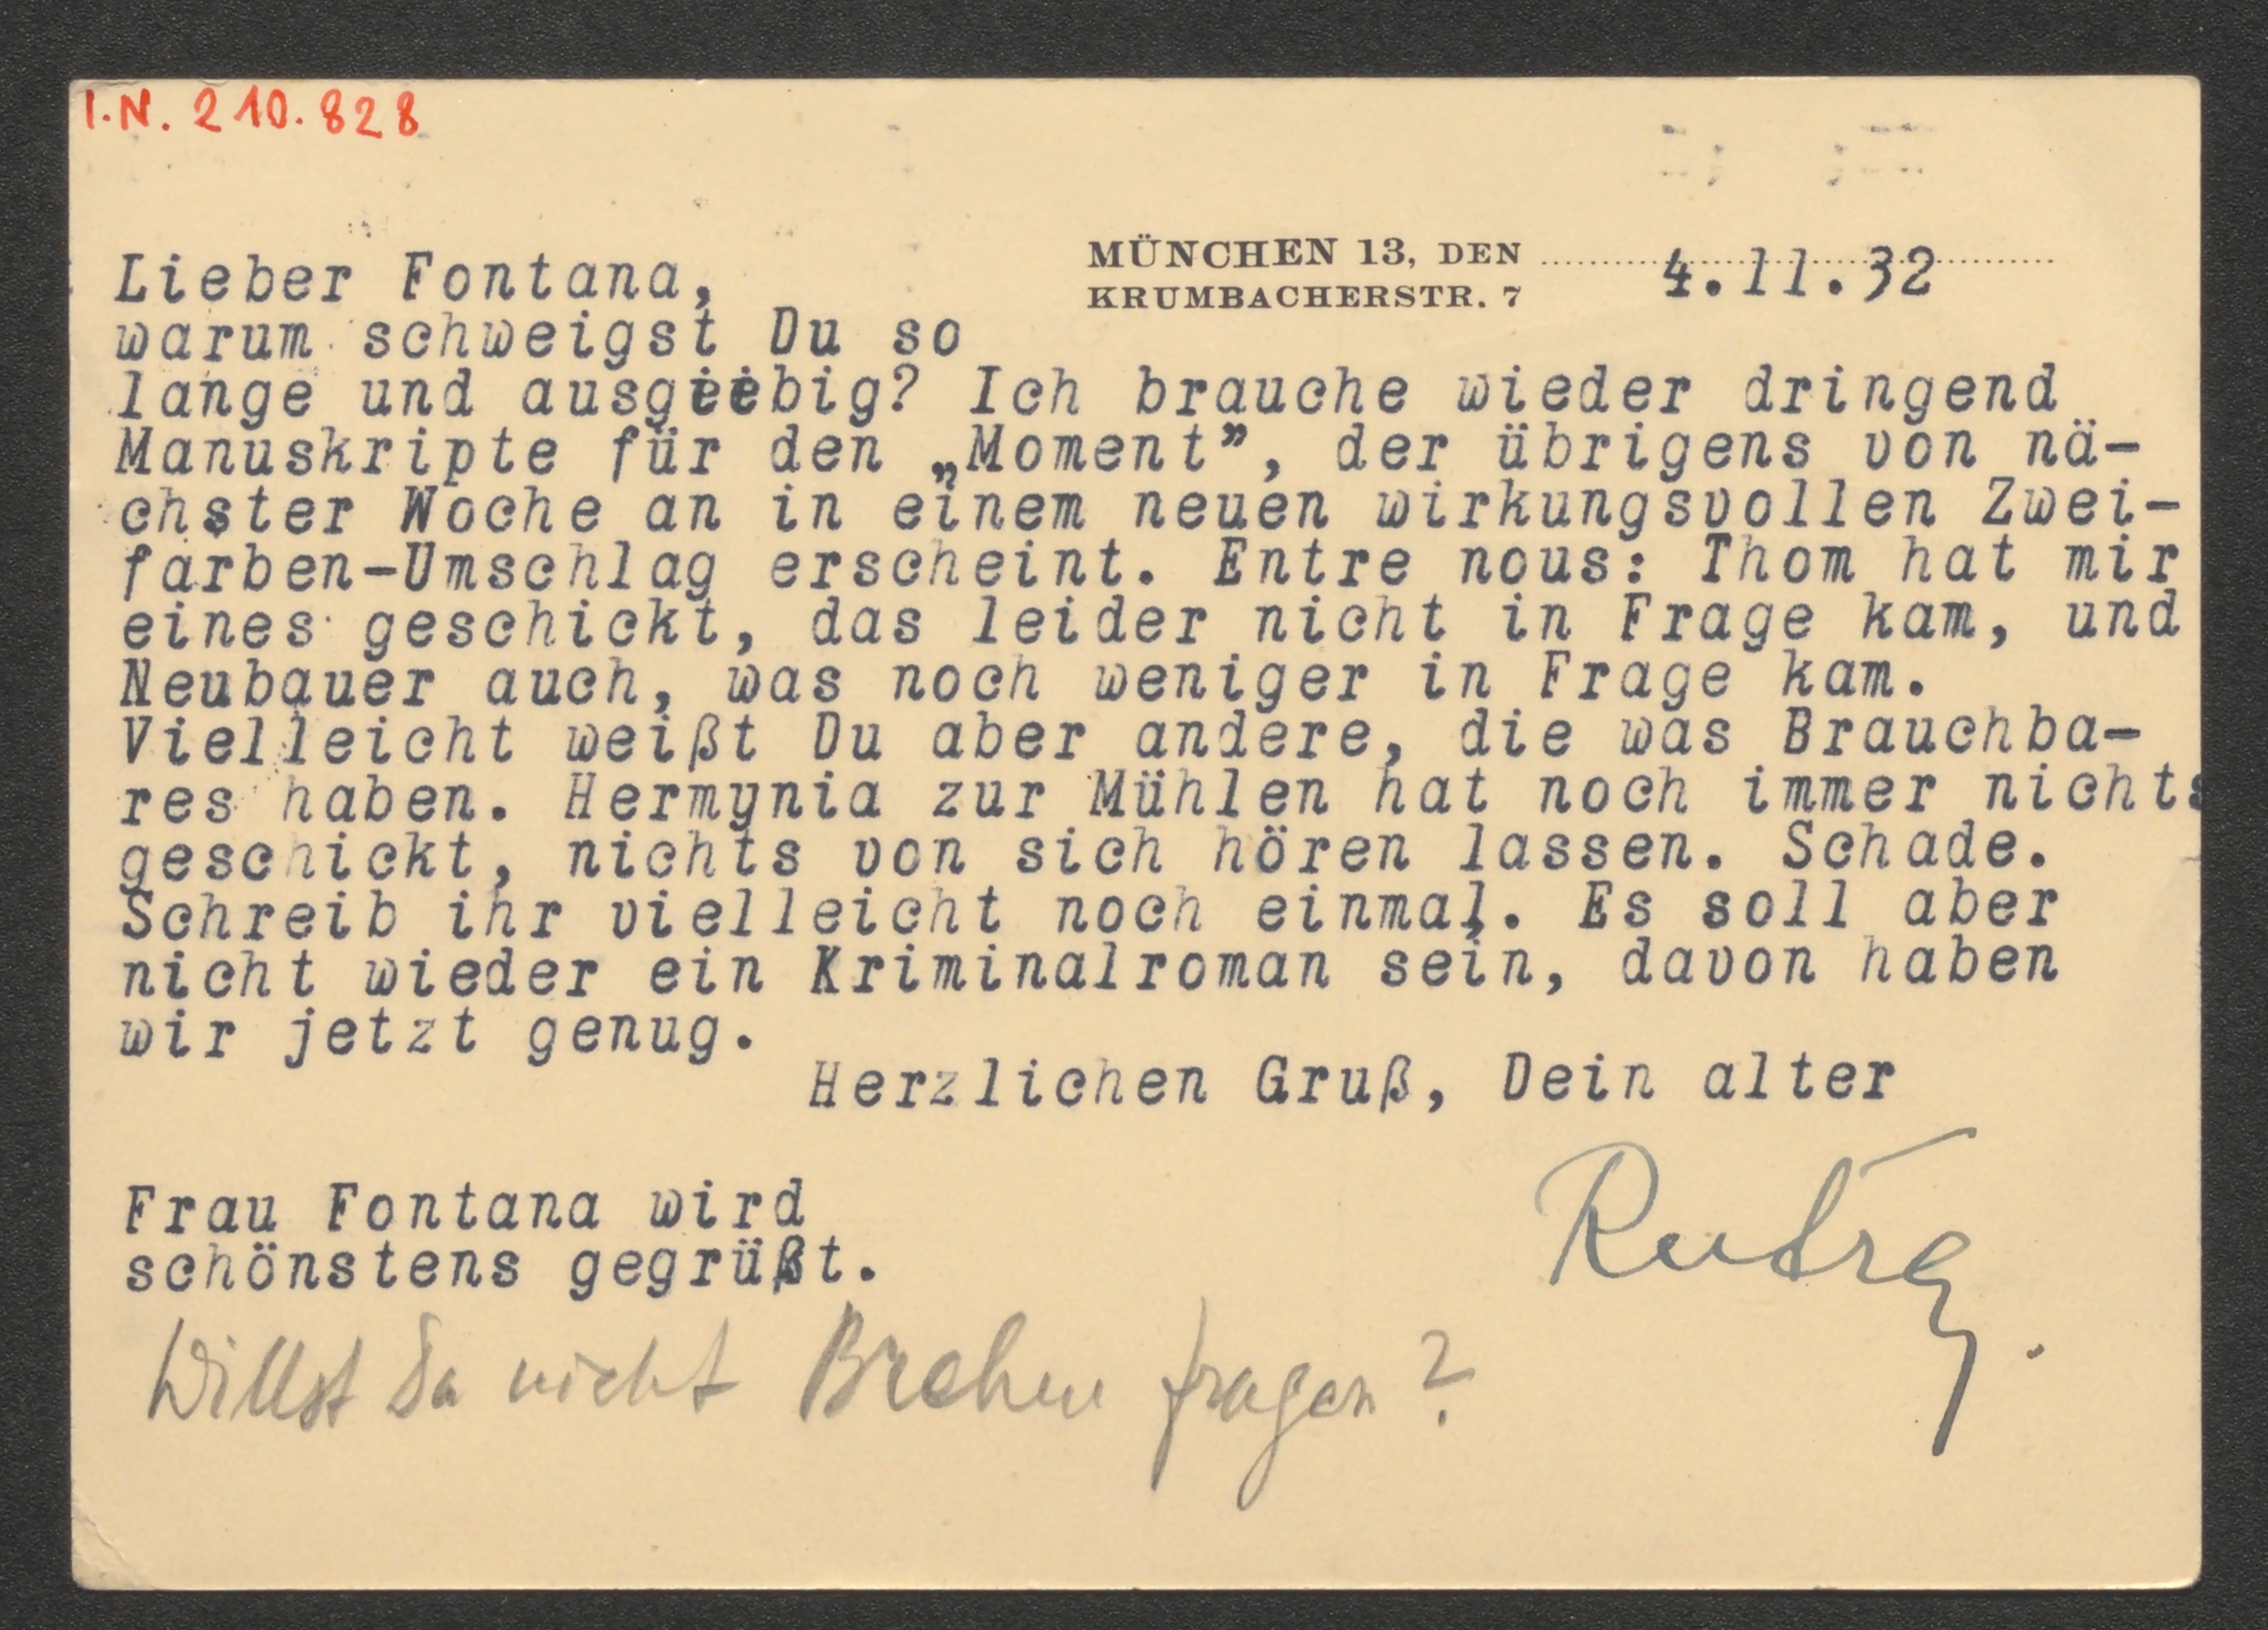 I.N. 210.828
MÜNCHEN 13, DEN 4.11.32
KRUMBACHERSTR. 7
Lieber Fontana,
warum schweigst Du so
lange und ausgiebig? Ich brauche wieder dringend
Manuskripte für den „Moment”, der übrigens von nä-
chster Woche an in einem neuen wirkungsvollen Zwei-
farben-Umschlag erscheint. Entre nous: Thom hat mir
eines geschickt, das leider nicht in Frage kam, und
Neubauer auch, was noch weniger in Frage kam.
Vielleicht weißt Du aber andere, die was Brauchba-
res haben. Hermynia zur Mühlen hat noch immer nichts
geschickt, nichts von sich hören lassen. Schade.
Schreib ihr vielleicht noch einmal. Es soll aber
nicht wieder ein Kriminalroman sein, davon haben
wir jetzt genug.
Herzlichen Gruß, Dein alter
Rutra
Frau Fontana wird
schönstens gegrüßt.
Willst Du nicht Brehm fragen?